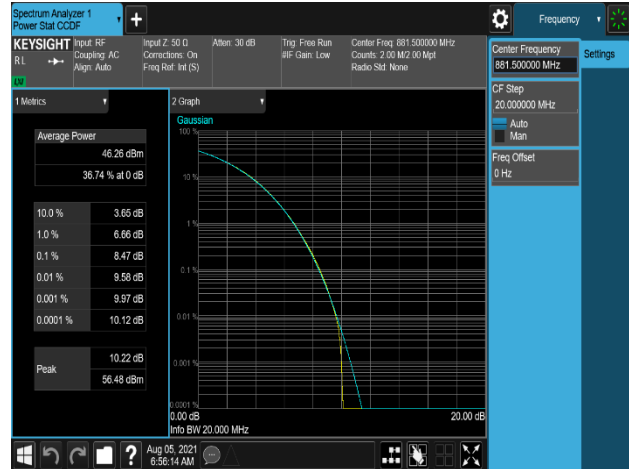 Spectrum Analyzer 1
Power Stat CCDF
Frequency
KEYSIGHT
RL
LXI
Input: RF
Coupling: AC
Align: Auto
Input Z: 50 Ω
Corrections: On
Freq Ref: Int (S)
Atten: 30 dB
Trig: Free Run
#IF Gain: Low
Center Freq: 881.500000 MHz
Counts: 2.00 M/2.00 Mpt
Radio Std: None
Center Frequency
881.500000 MHz
Settings
CF Step
20.000000 MHz
Auto
Man
Freq Offset
0 Hz
1 Metrics
Average Power
46.26 dBm
36.74 % at 0 dB
10.0 % 3.65 dB
1.0 % 6.66 dB
0.1 % 8.47 dB
0.01 % 9.58 dB
0.001 % 9.97 dB
0.0001 % 10.12 dB
Peak
10.22 dB
56.48 dBm
2 Graph
Gaussian
100 %
10 %
1 %
0.1 %
0.01 %
0.001 %
0.0001 %
0.00 dB 20.00 dB
Info BW 20.000 MHz
? Aug 05, 2021
6:56:14 AM